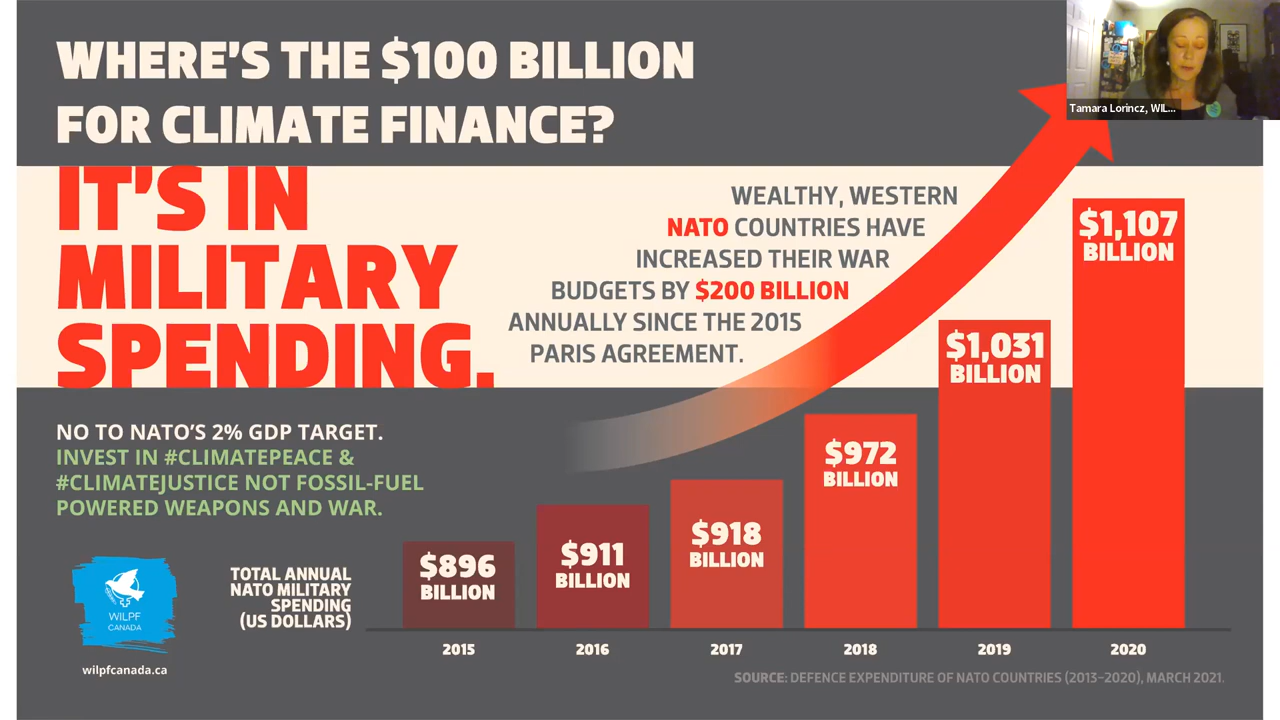 WHERE'S THE $100 BILLION
FOR CLIMATE FINANCE?
Tamara Lorincz, WIL...
IT'S IN
MILITARY
SPENDING.
WEALTHY, WESTERN
NATO COUNTRIES HAVE
INCREASED THEIR WAR
BUDGETS BY $200 BILLION
ANNUALLY SINCE THE 2015
PARIS AGREEMENT.
NO TO NATO'S 2% GDP TARGET.
INVEST IN #CLIMATEPEACE &
#CLIMATEJUSTICE NOT FOSSIL-FUEL
POWERED WEAPONS AND WAR.
WILPF
CANADA
wilpfcanada.ca
TOTAL ANNUAL
NATO MILITARY
SPENDING
(US DOLLARS)
$896
BILLION
$911
BILLION
$918
BILLION
$972
BILLION
$1,031
BILLION
$1,107
BILLION
2015
2016
2017
2018
2019
2020
SOURCE: DEFENCE EXPENDITURE OF NATO COUNTRIES (2013–2020), MARCH 2021.